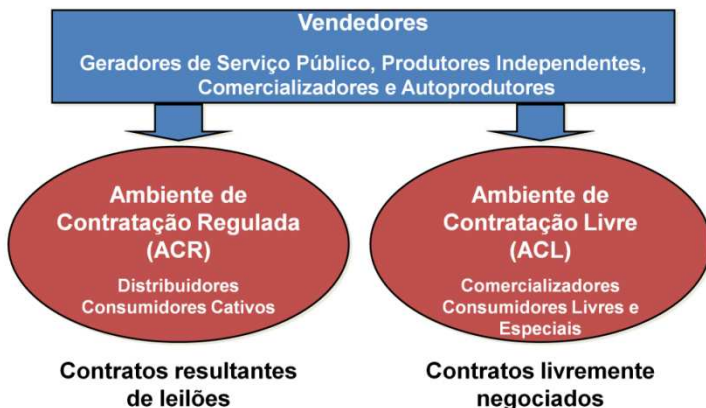 Vendedores
Geradores de Serviço Público, Produtores Independentes,
Comercializadores e Autoprodutores
Ambiente de
Contratação Regulada
(ACR)
Distribuidores
Consumidores Cativos
Contratos resultantes
de leilões
Ambiente de
Contratação Livre
(ACL)
Comercializadores
Consumidores Livres e
Especiais
Contratos livremente
negociados